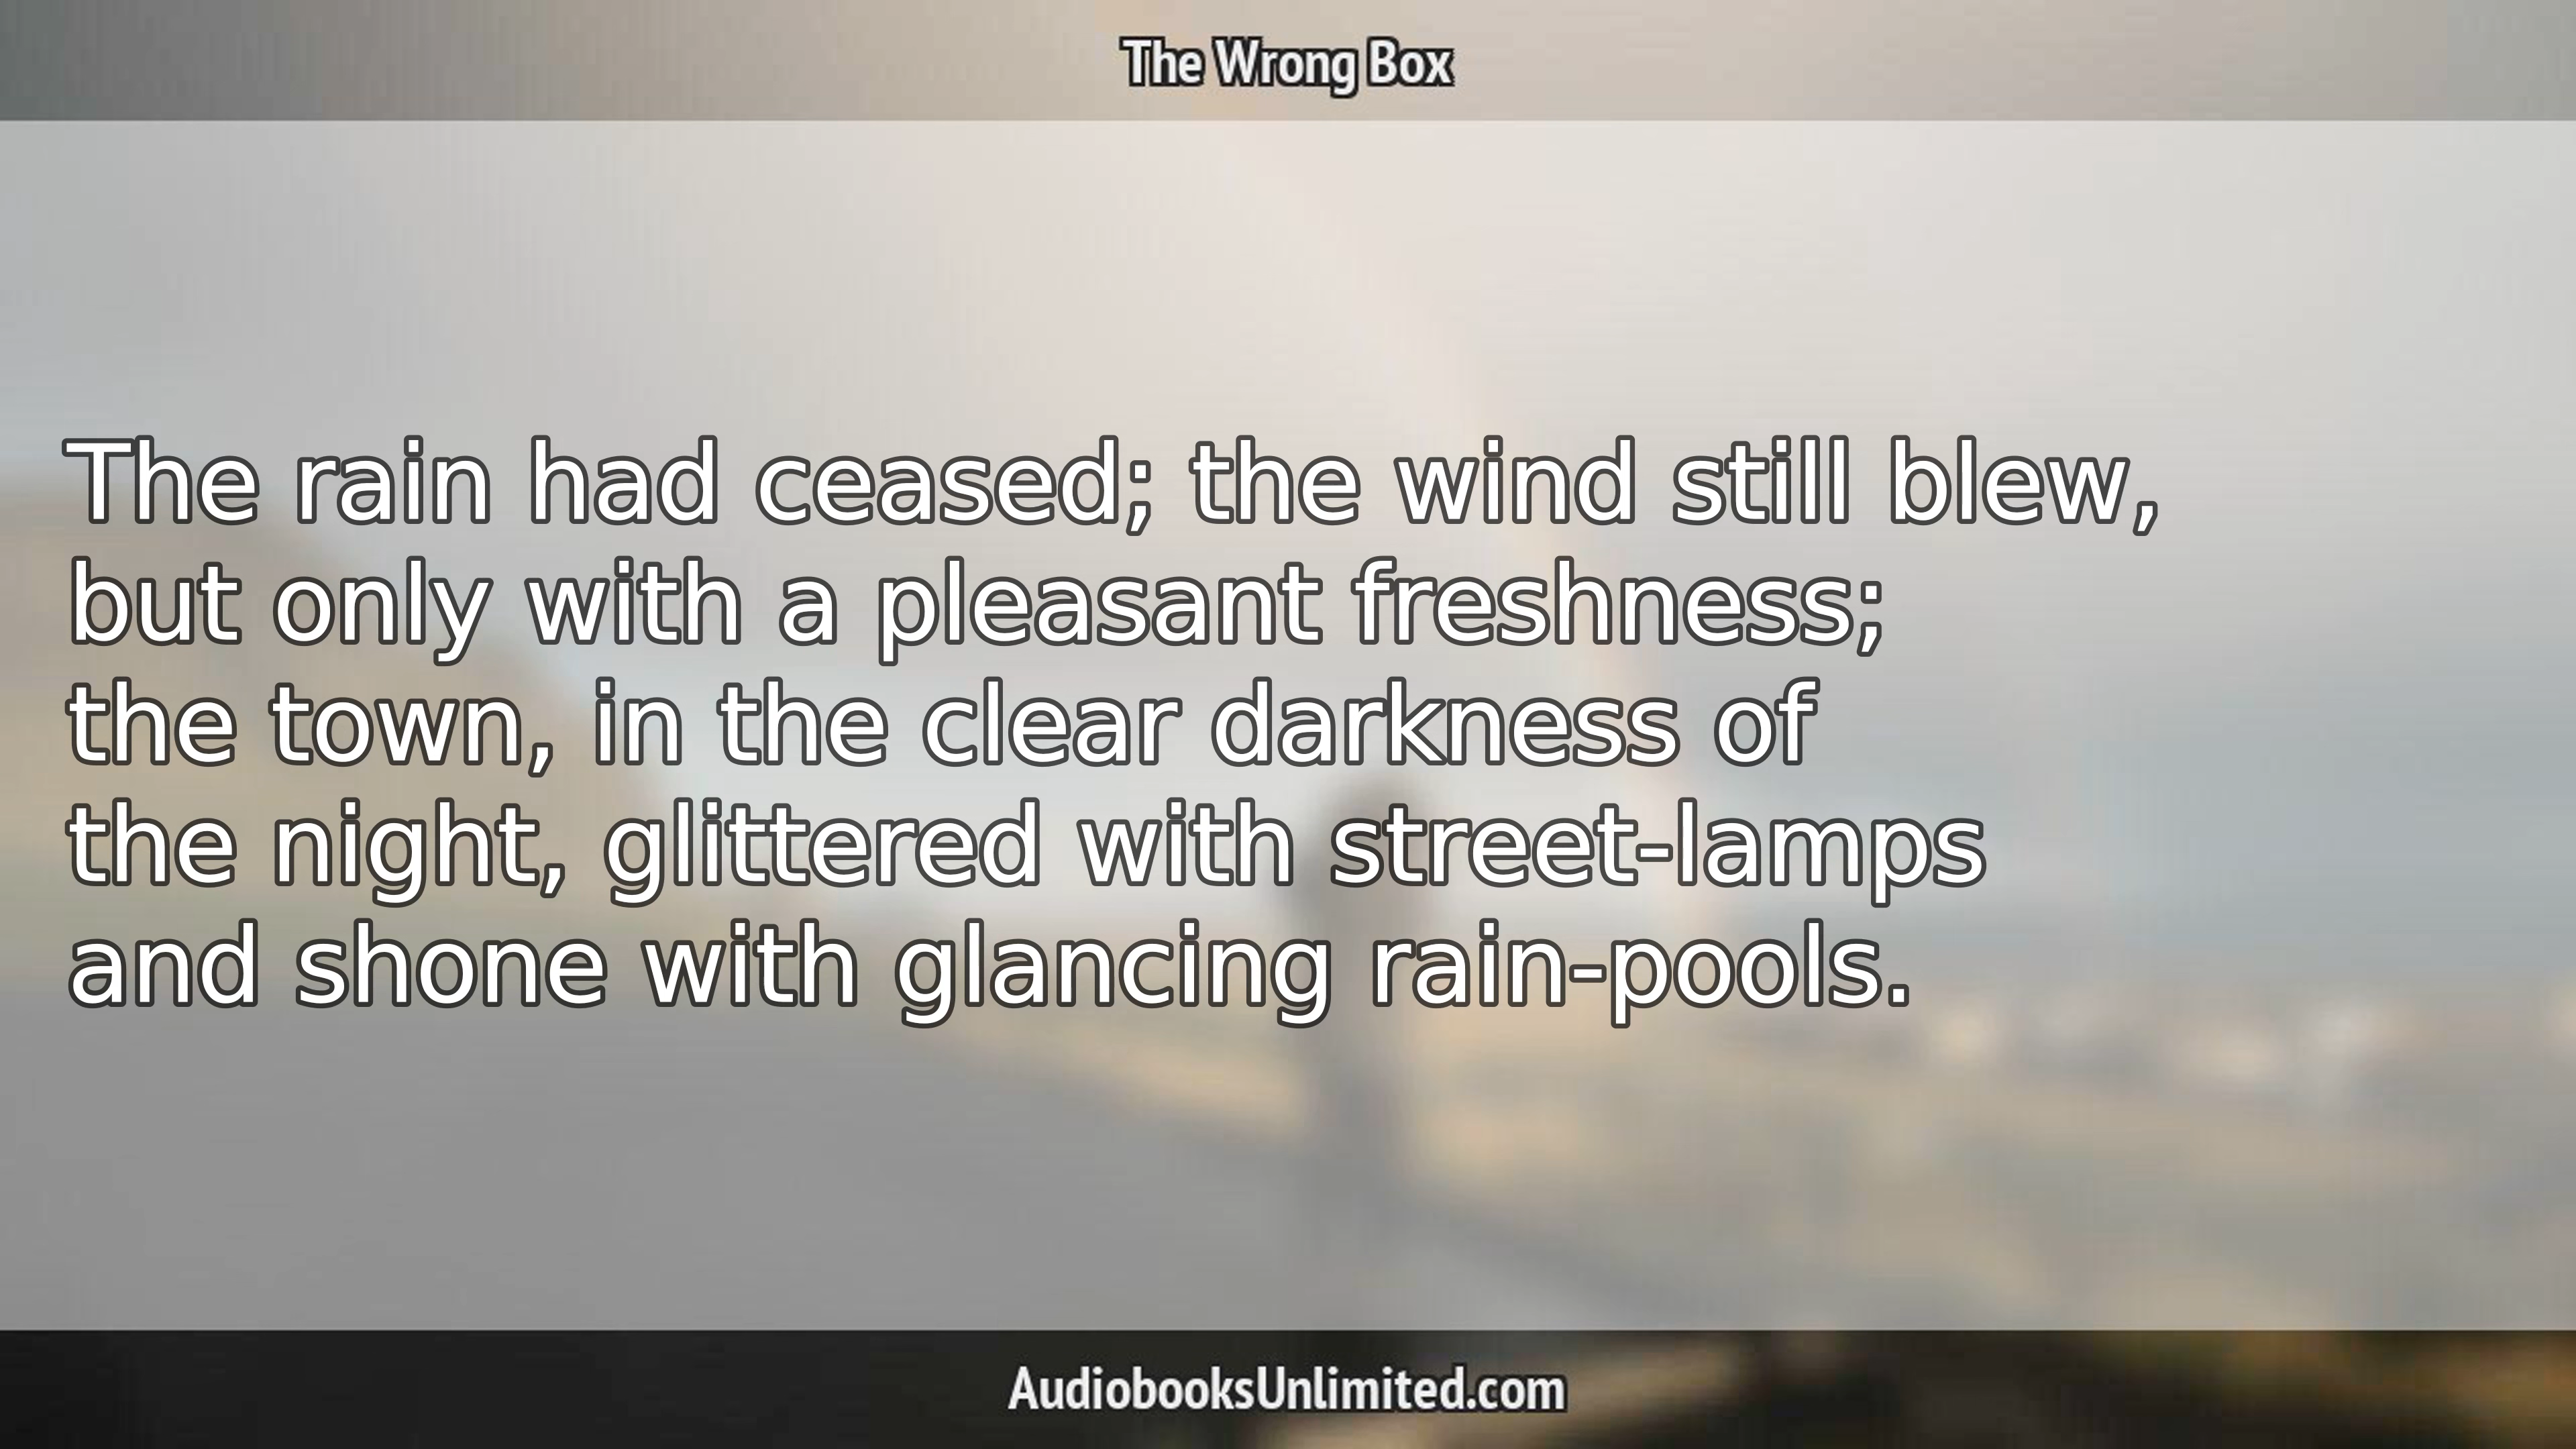 The Wrong Box
The rain had ceased; the wind still blew,
but only with a pleasant freshness;
the town, in the clear darkness of
the night, glittered with street-lamps
and shone with glancing rain-pools.
AudiobooksUnlimited.com